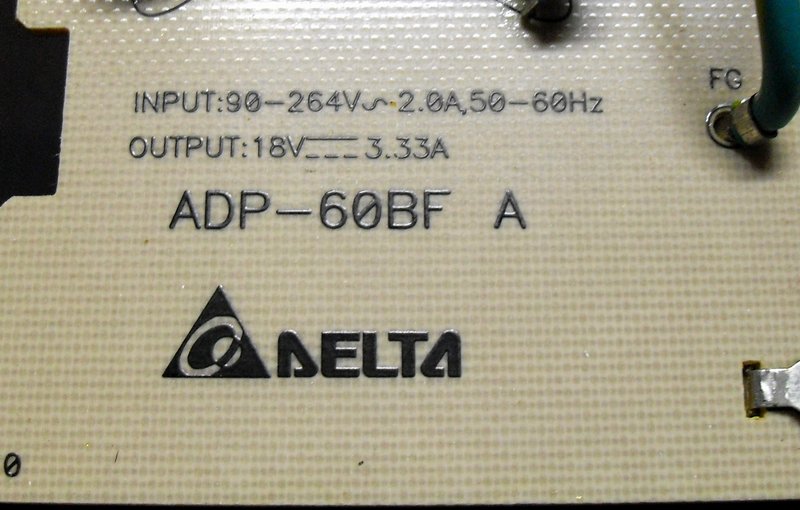 FG
INPUT:90-264V~ 2.0A,50-60Hz
OUTPUT:18V⎓3.33A
ADP-60BF A
DELTA
0